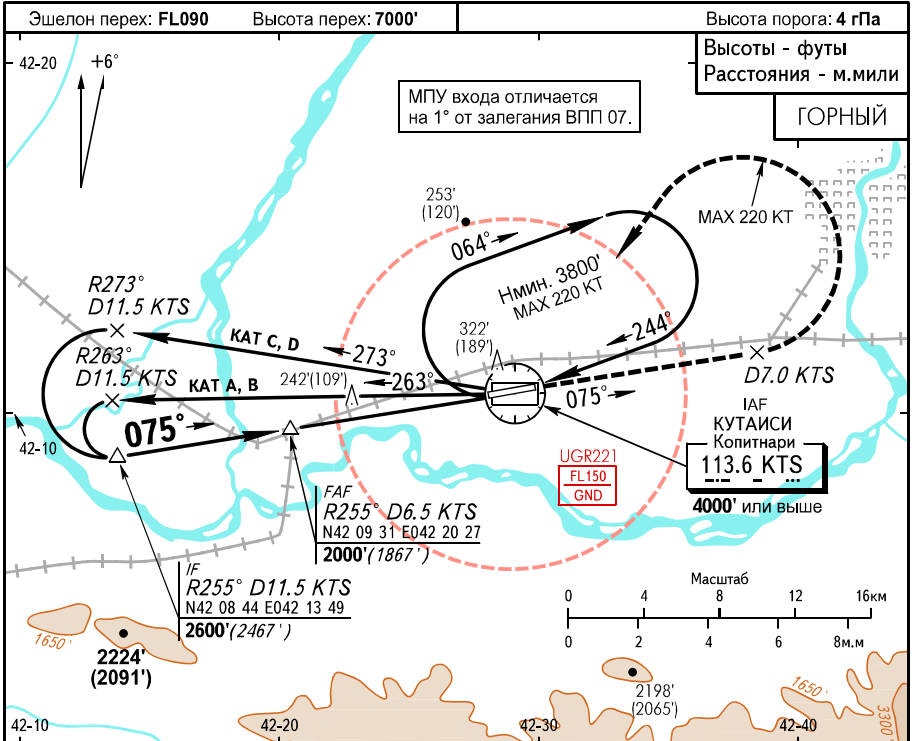 Эшелон перех: FL090
Высота перех: 7000'
Высота порога: 4 гПа
Высоты - футы
Расстояния - м.мили
ГОРНЫЙ
42-20
+6°
МПУ входа отличается
на 1° от залегания ВПП 07.
253'
(120')
MAX 220 KT
064°
Hмин. 3800'
MAX 220 KT
R273°
D11.5 KTS
КАТ C, D
273°
322'
(189')
244°
R263°
D11.5 KTS
КАТ А, В
242'(109')
263°
075°
D7.0 KTS
075°
42-10
IAF
КУТАИСИ
Копитнари
113.6 KTS
4000' или выше
UGR221
FL150
GND
FAF
R255° D6.5 KTS
N42 09 31 E042 20 27
2000'(1867')
IF
R255° D11.5 KTS
N42 08 44 E042 13 49
2600'(2467')
Масштаб
0 4 8 12 16км
0 2 4 6 8м.м
1650'
2224'
(2091')
2198'
(2065')
1650'
3300'
42-10
42-20
42-30
42-40